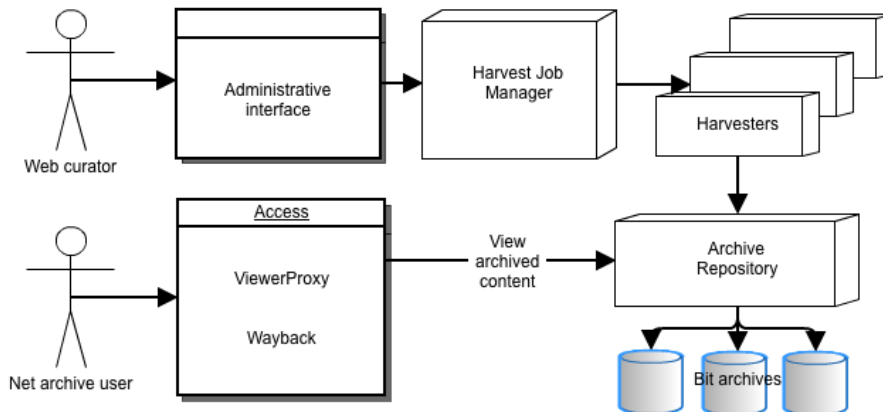 Administrative
interface
Harvest Job
Manager
Harvesters
Web curator
Access
ViewerProxy
Wayback
View
archived
content
Archive
Repository
Net archive user
Bit archives